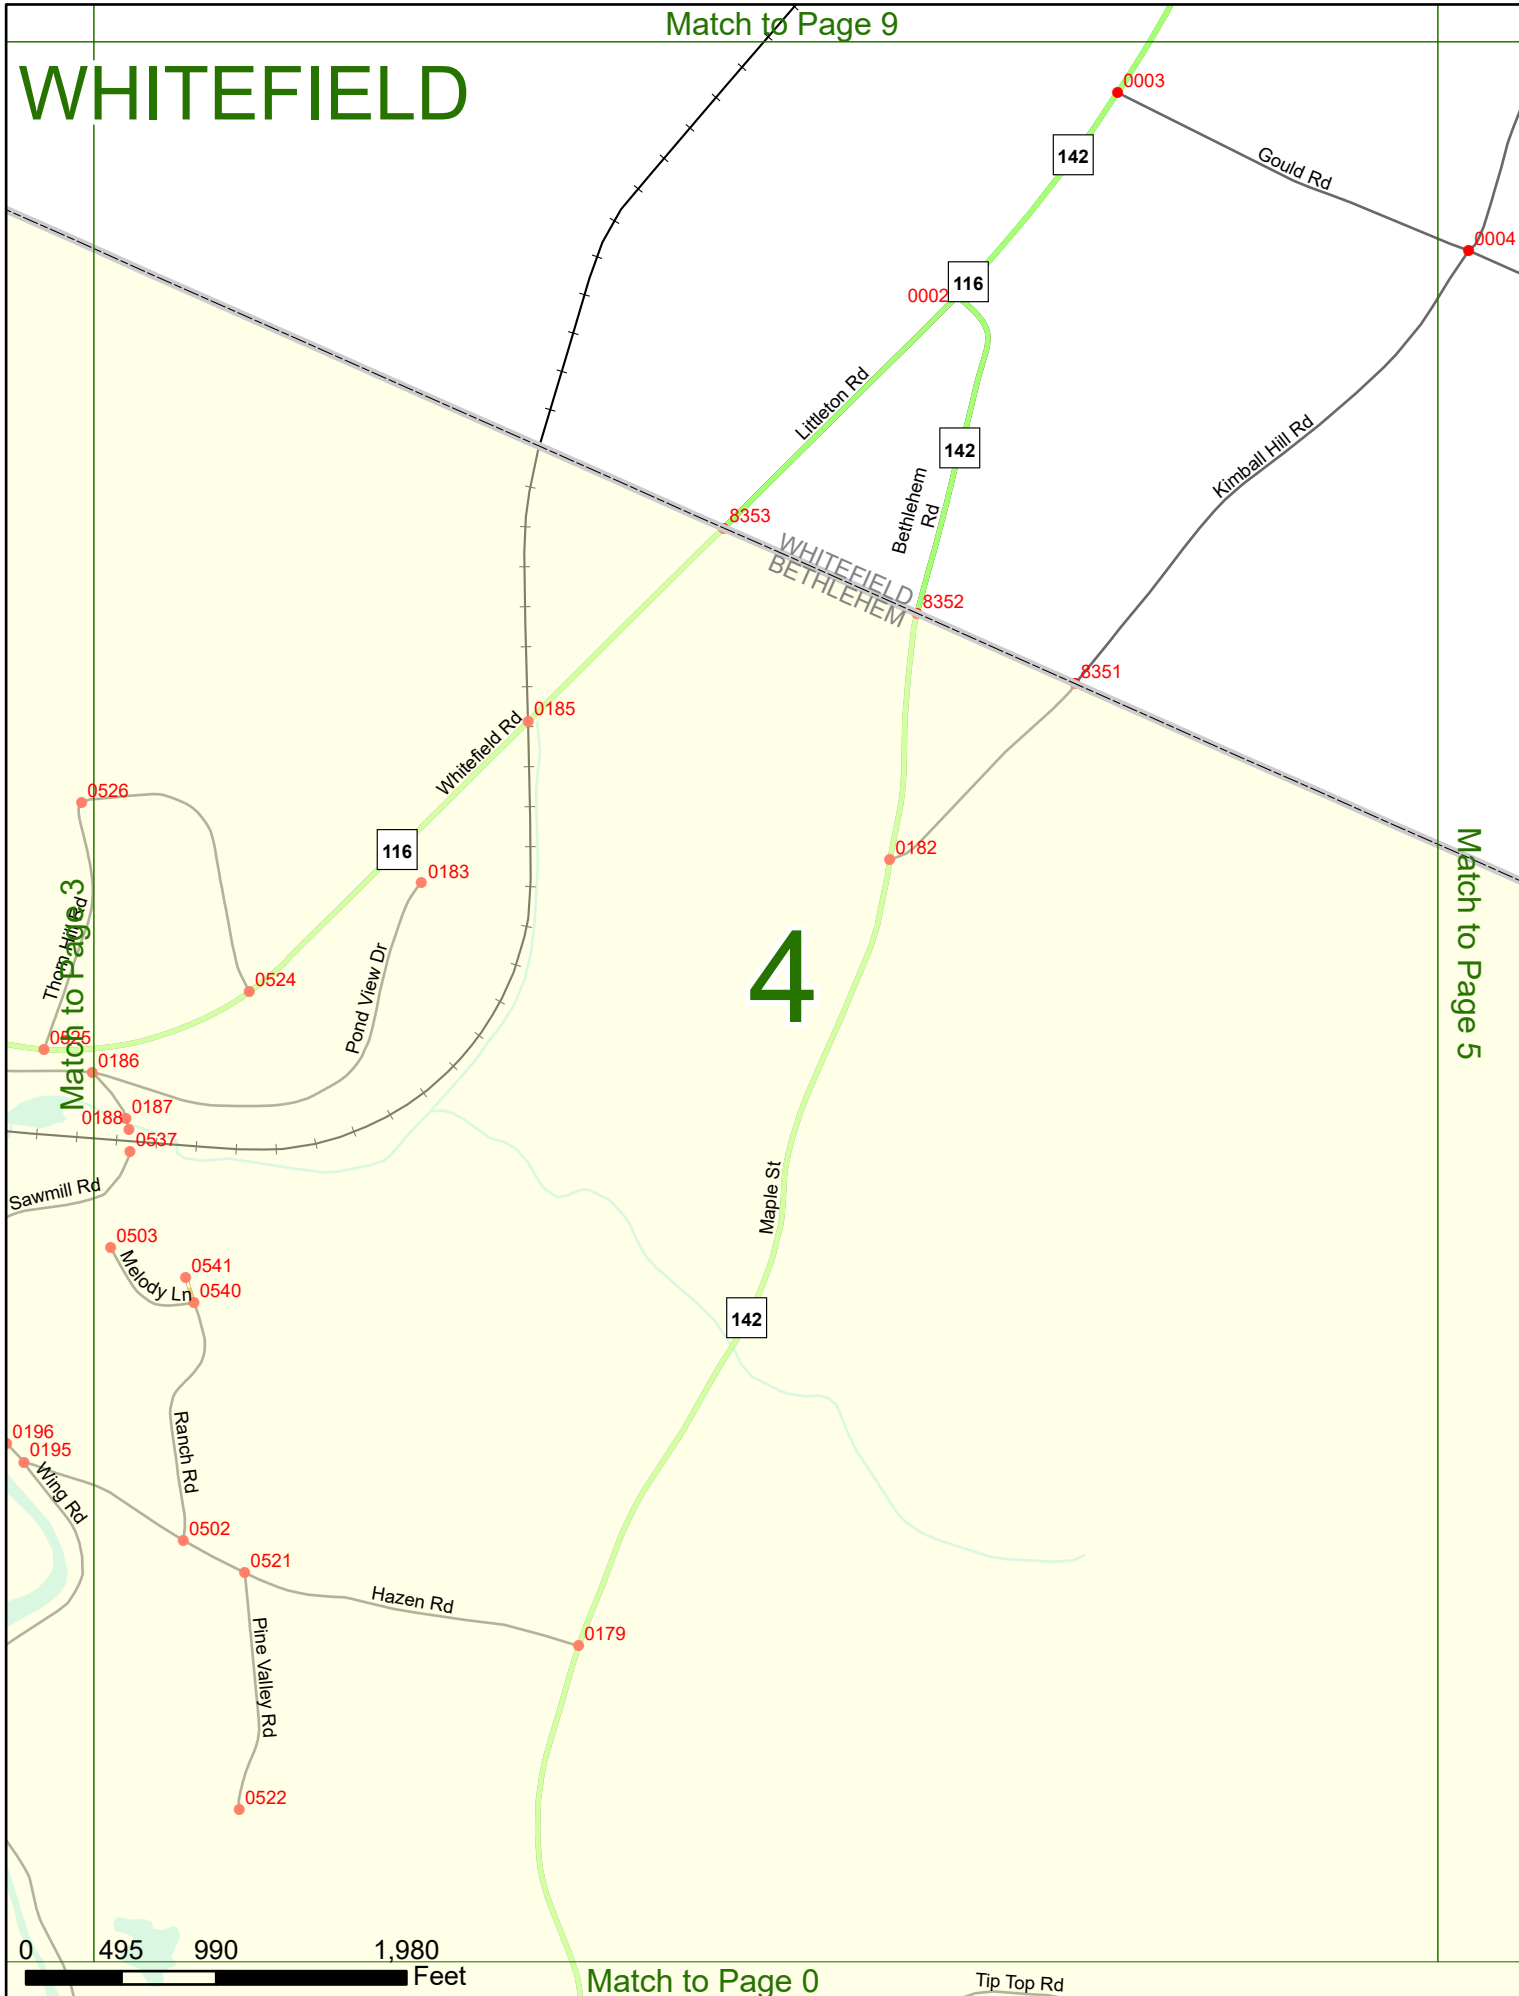 Match to Page 9
WHITEFIELD
0003
142
Gould Rd
0004
116
0002
Littleton Rd
142
Kimball Hill Rd
Bethlehem
Rd
8353
WHITEFIELD
BETHLEHEM
8352
8351
0185
Whitefield Rd
0526
116
0182
0183
Match to Page 3
Thom Hill Rd
Match to Page 5
4
0524
Pond View Dr
0525
0186
0187
0188
0537
Sawmill Rd
Maple St
0503
Melody Ln
0541
0540
142
Ranch Rd
0196
0195
Wing Rd
0502
0521
Hazen Rd
Pine Valley Rd
0179
0522
0 495 990 1,980
Feet
Match to Page 0
Tip Top Rd